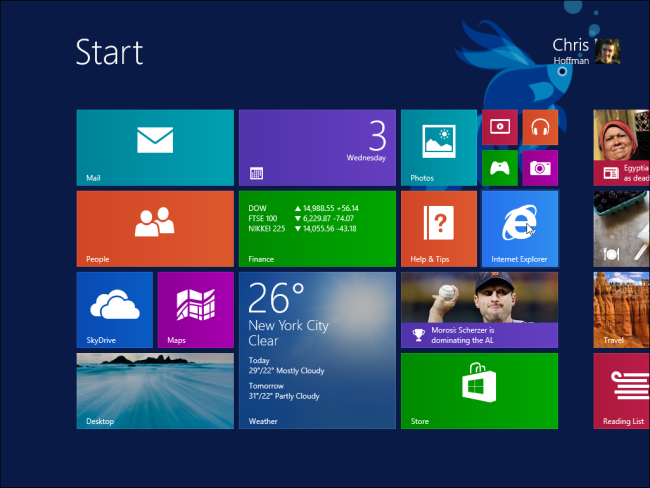 Start
Chris
Hoffman
Mail
3
Wednesday
Photos
Egyptian
as dead
People
DOW ▲ 14,988.55 +56.14
FTSE 100 ▼ 6,229.87 -74.07
NIKKEI 225 ▼ 14,055.56 -43.18
Finance
Help & Tips
Internet Explorer
SkyDrive
Maps
26°
New York City
Clear
Today
29°/22° Mostly Cloudy
Tomorrow
31°/22° Partly Cloudy
Weather
Morosi: Scherzer is
dominating the AL
Travel
Desktop
Store
Reading List